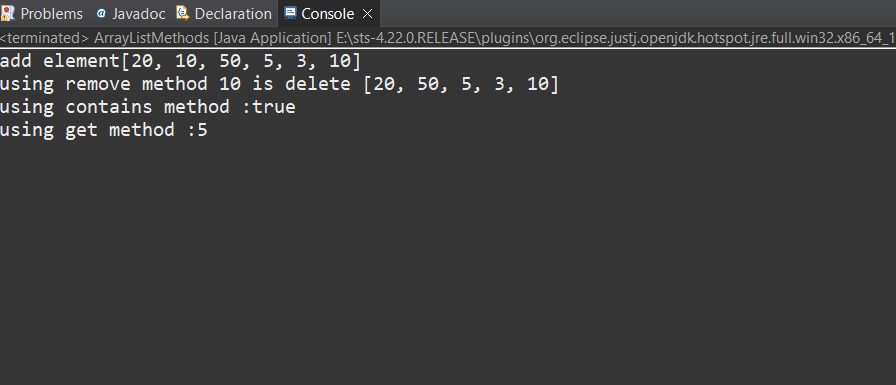 Problems @ Javadoc Declaration Console
<terminated> ArrayListMethods [Java Application] E:\sts-4.22.0.RELEASE\plugins\org.eclipse.justj.openjdk.hotspot.jre.full.win32.x86_64_1
add element[20, 10, 50, 5, 3, 10]
using remove method 10 is delete [20, 50, 5, 3, 10]
using contains method :true
using get method :5